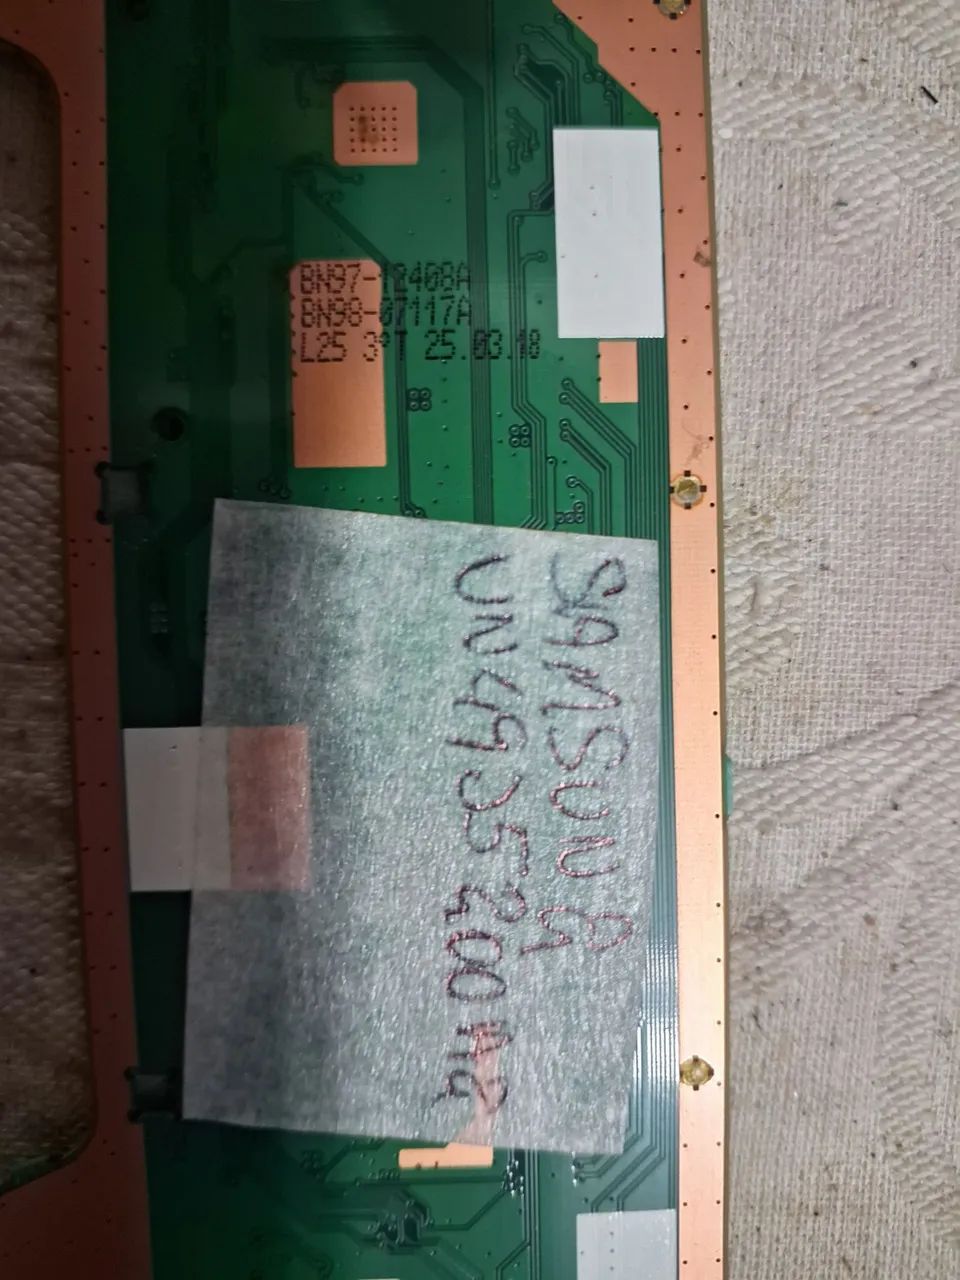 BN97-12408A
BN98-07117A
L25 3°T 25.03.18
SAMSUNG
UN49J5200AG